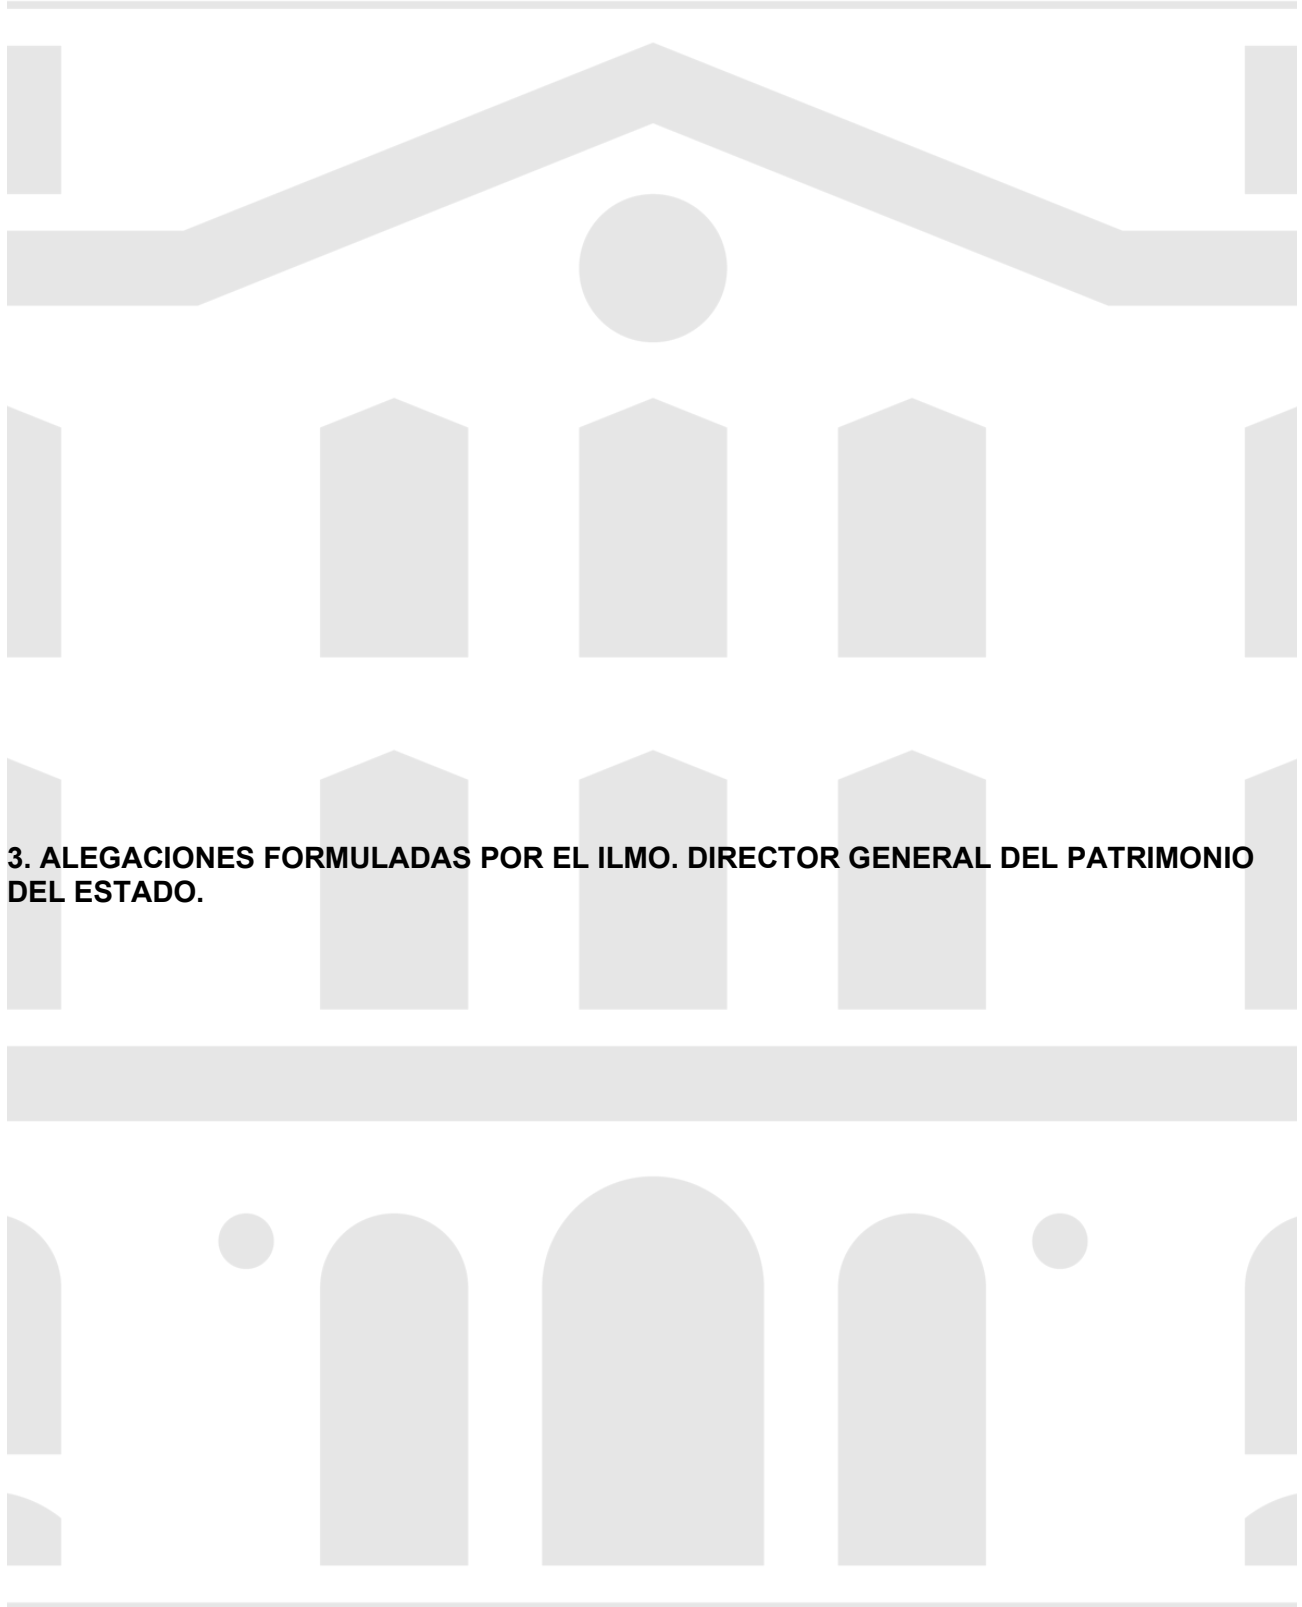 3. ALEGACIONES FORMULADAS POR EL ILMO. DIRECTOR GENERAL DEL PATRIMONIO
DEL ESTADO.